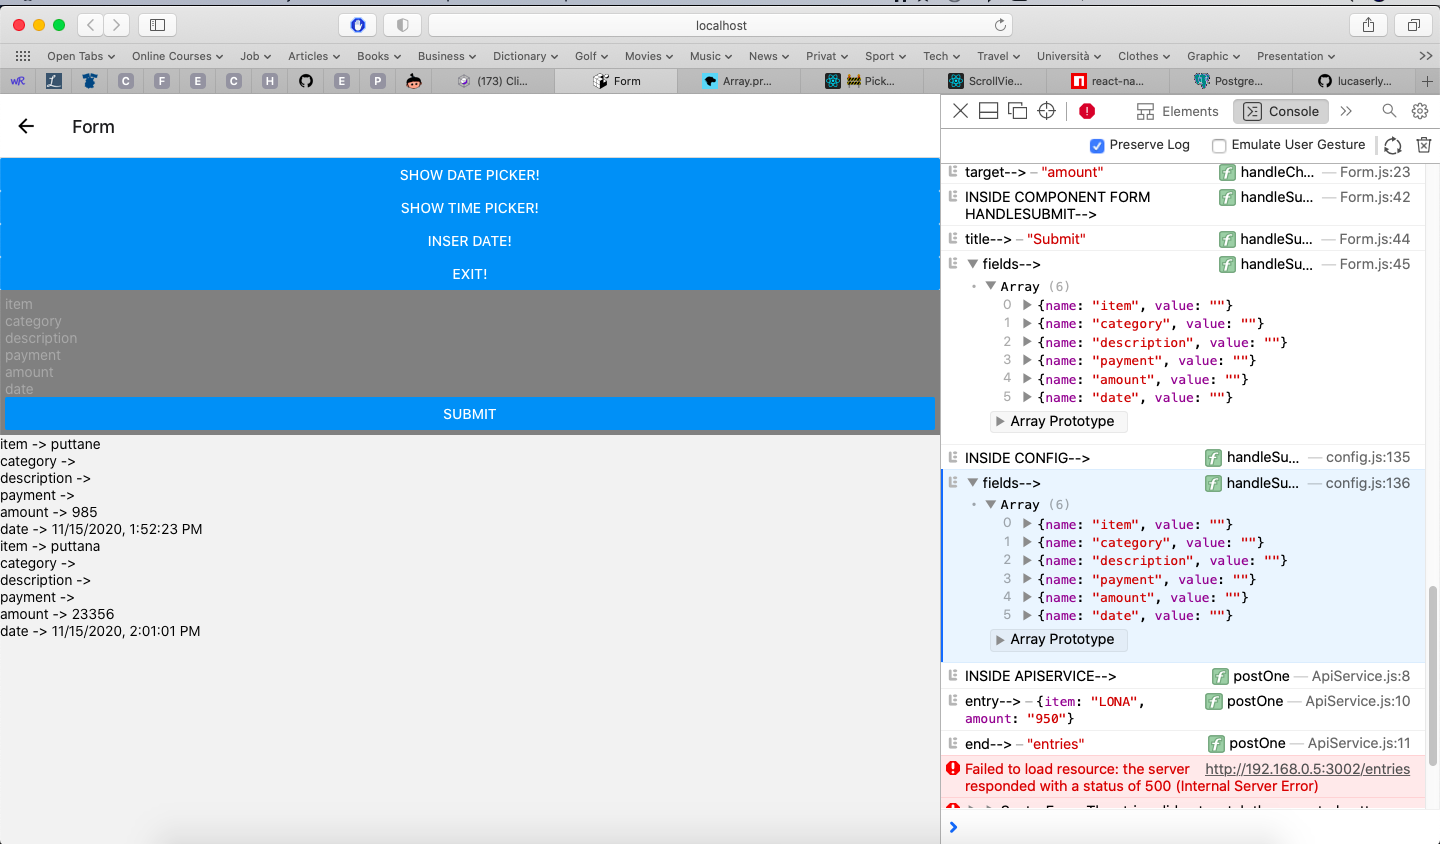 localhost
Open Tabs
Online Courses
Job
Articles
Books
Business
Dictionary
Golf
Movies
Music
News
Privat
Sport
Tech
Travel
Università
Clothes
Graphic
Presentation
>>
WR
L
C
F
E
C
H
E
P
(173) Cli...
Form
Array.pr...
Pick...
ScrollVie...
react-na...
Postgre...
lucaserly...
Form
SHOW DATE PICKER!
SHOW TIME PICKER!
INSER DATE!
EXIT!
item
category
description
payment
amount
date
SUBMIT
item -> puttane
category ->
description ->
payment ->
amount -> 985
date -> 11/15/2020, 1:52:23 PM
item -> puttana
category ->
description ->
payment ->
amount -> 23356
date -> 11/15/2020, 2:01:01 PM
Elements
Console
Preserve Log
Emulate User Gesture
target--> – "amount" f handleCh... — Form.js:23
INSIDE COMPONENT FORM f handleSu... — Form.js:42
HANDLESUBMIT-->
title--> – "Submit" f handleSu... — Form.js:44
fields--> f handleSu... — Form.js:45
Array (6)
0 {name: "item", value: ""}
1 {name: "category", value: ""}
2 {name: "description", value: ""}
3 {name: "payment", value: ""}
4 {name: "amount", value: ""}
5 {name: "date", value: ""}
Array Prototype
INSIDE CONFIG--> f handleSu... — config.js:135
fields--> f handleSu... — config.js:136
Array (6)
0 {name: "item", value: ""}
1 {name: "category", value: ""}
2 {name: "description", value: ""}
3 {name: "payment", value: ""}
4 {name: "amount", value: ""}
5 {name: "date", value: ""}
Array Prototype
INSIDE APISERVICE--> f postOne — ApiService.js:8
entry--> – {item: "LONA", f postOne — ApiService.js:10
amount: "950"}
end--> – "entries" f postOne — ApiService.js:11
Failed to load resource: the server http://192.168.0.5:3002/entries
responded with a status of 500 (Internal Server Error)